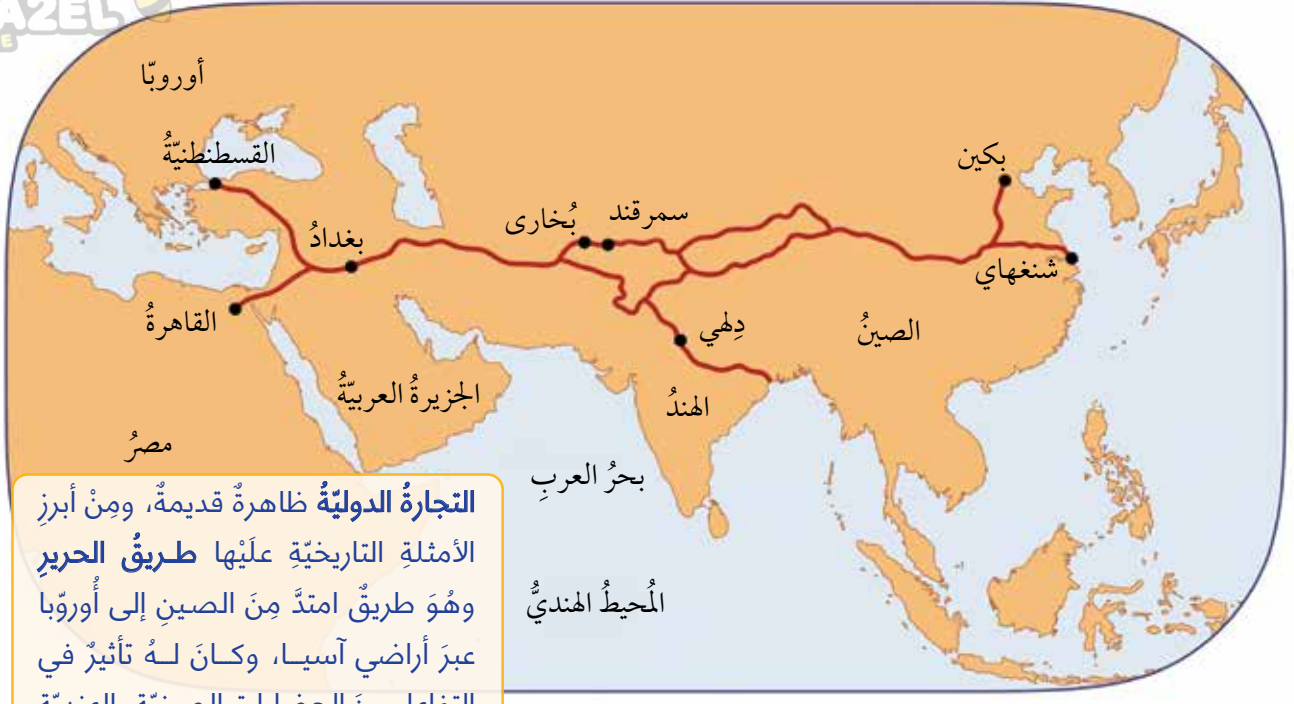 أوروبّا
القسطنطنيّةُ
بكين
سمرقند
بُخارى
بغدادُ
شنغهاي
القاهرةُ
دِلهي
الصينُ
الجزيرةُ العربيّةُ
الهندُ
مصرُ
بحرُ العربِ
المُحيطُ الهنديُّ
التجارةُ الدوليّةُ ظاهرةٌ قديمةٌ، ومِنْ أبرزِ
الأمثلةِ التاريخيّةِ علَيْها طريقُ الحريرِ
وهُوَ طريقٌ امتدَّ مِنَ الصينِ إلى أُوروّبا
عبرَ أراضي آسيا، وكانَ لهُ تأثيرٌ في